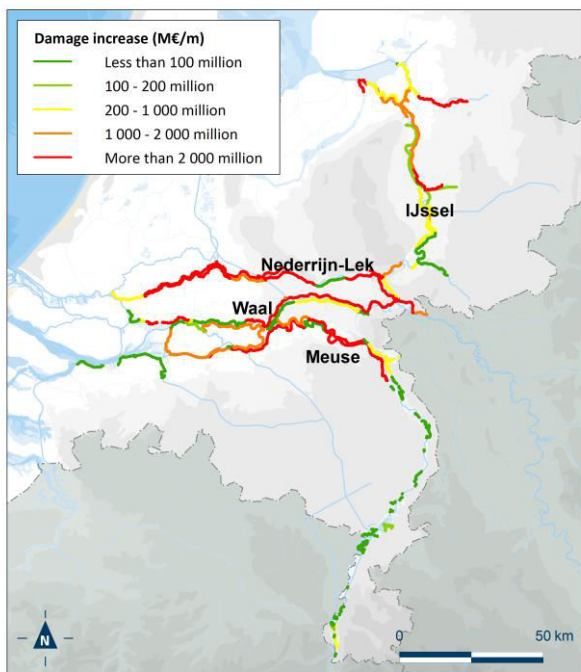 Damage increase (M€/m)
Less than 100 million
100 - 200 million
200 - 1 000 million
1 000 - 2 000 million
More than 2 000 million
IJssel
Nederrijn-Lek
Waal
Meuse
N
0 50 km